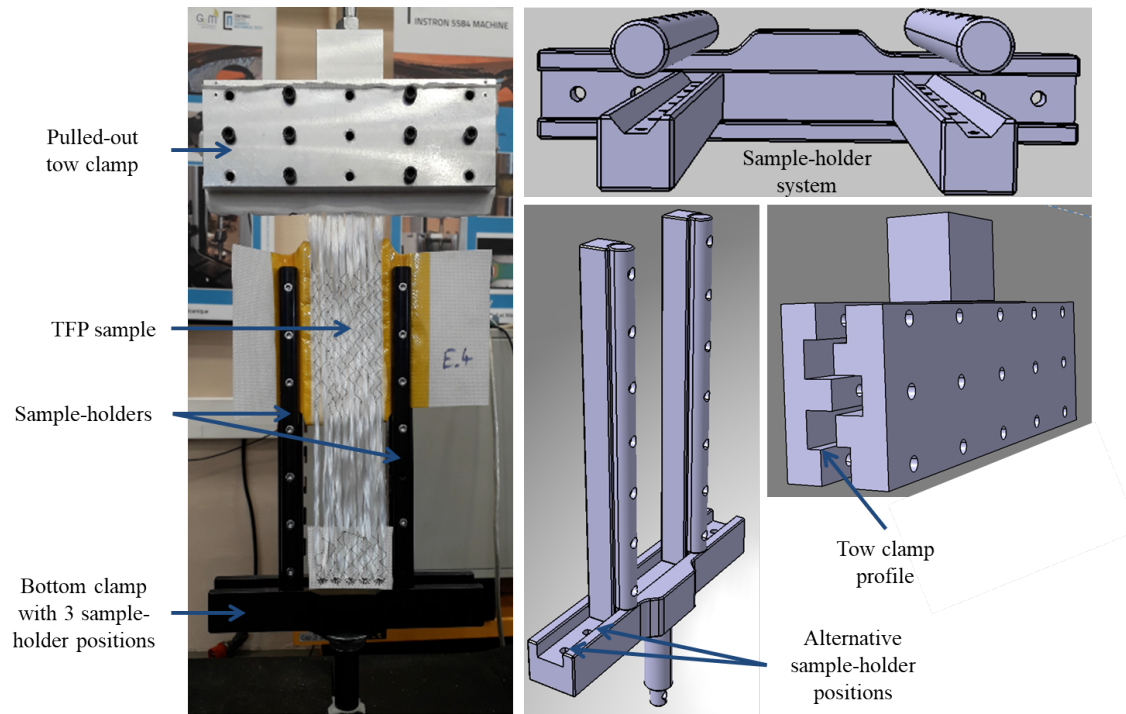 G M
INSTRON 5584 MACHINE
Pulled-out
tow clamp
TFP sample
E.4
Sample-holders
Bottom clamp
with 3 sample-
holder positions
Sample-holder
system
Tow clamp
profile
Alternative
sample-holder
positions